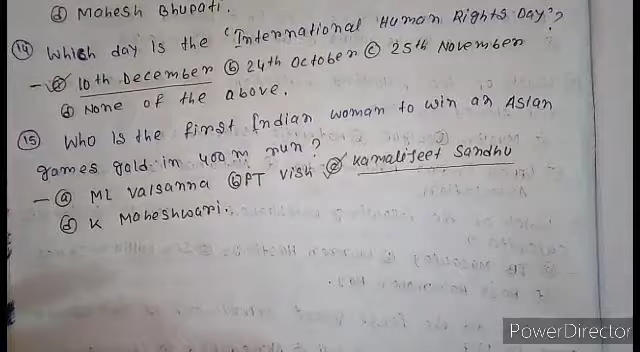 ⓓ Mahesh Bhupati.
⑭ Which day is the "International Human Rights Day"?
- ⓐ 10th December ⓑ 24th October ⓒ 25th November
ⓓ None of the above.
⑮ Who is the first Indian woman to win an Asian
games gold in 400 m run?
- ⓐ ML Valsanna ⓑ PT Vish ⓒ Kamaljeet Sandhu
ⓓ K Maheshwari.
PowerDirector